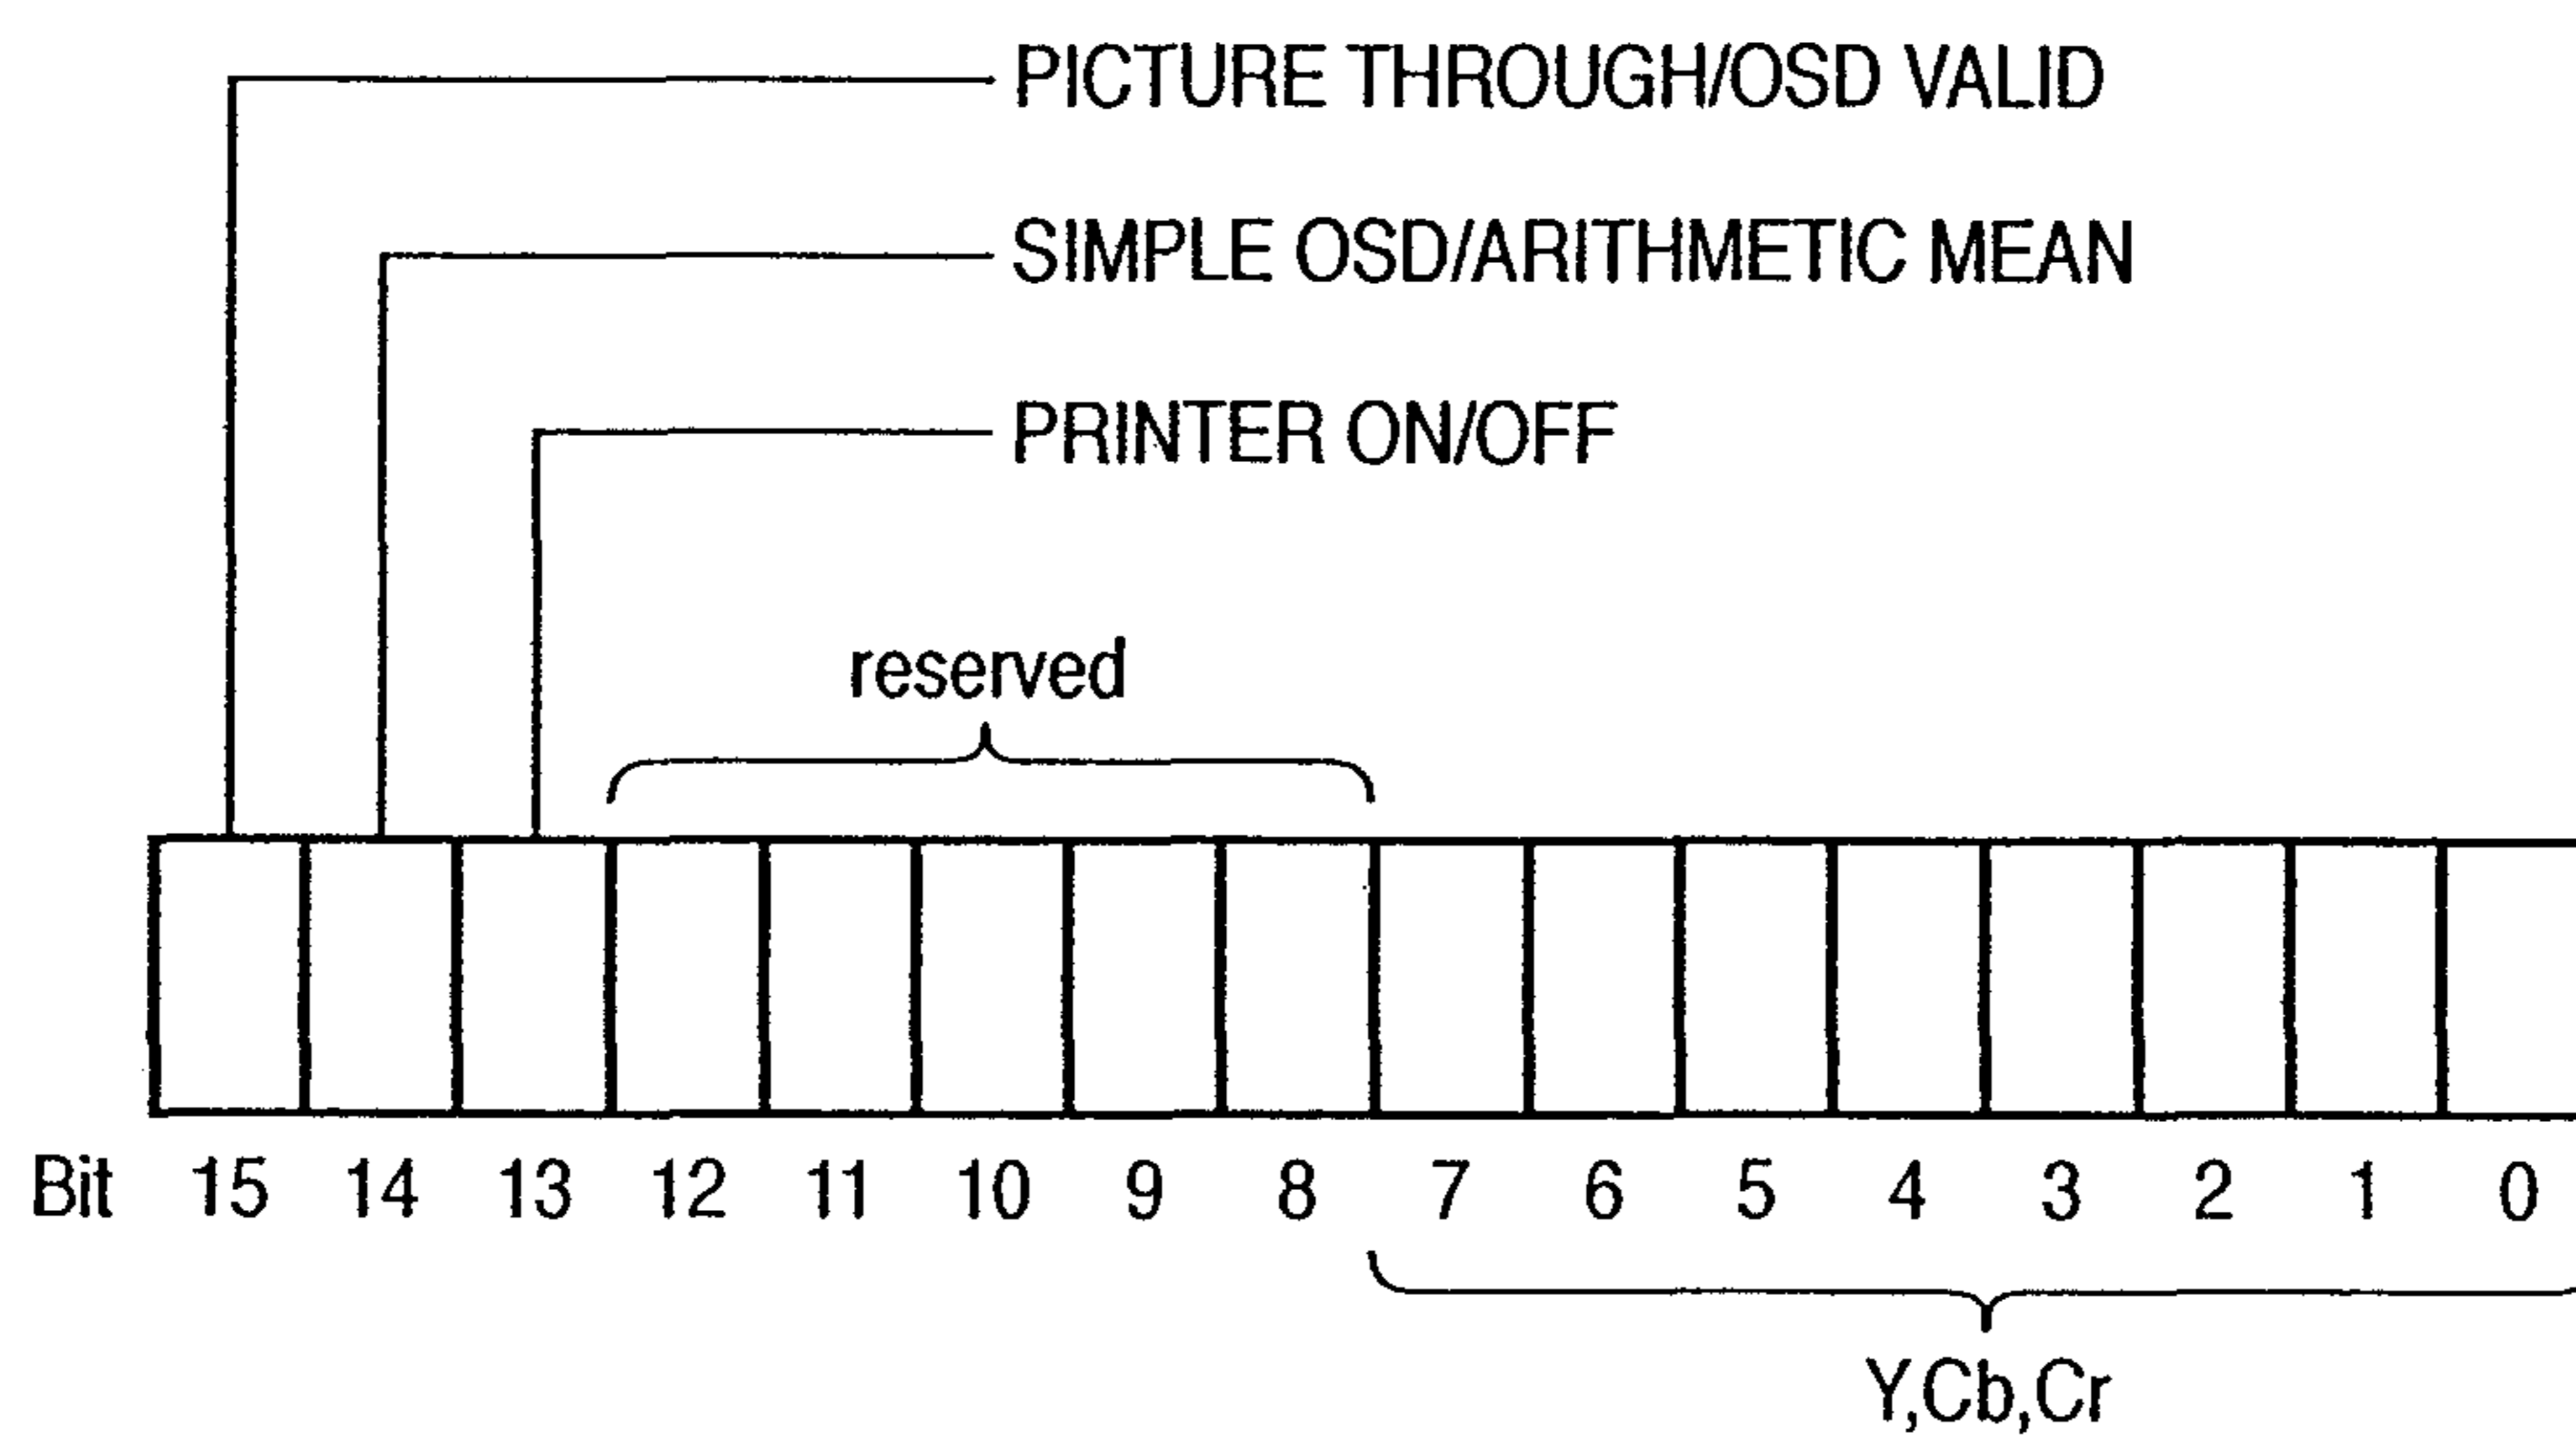 PICTURE THROUGH/OSD VALID
SIMPLE OSD/ARITHMETIC MEAN
PRINTER ON/OFF
reserved
Bit 15 14 13 12 11 10 9 8 7 6 5 4 3 2 1 0
Y,Cb,Cr